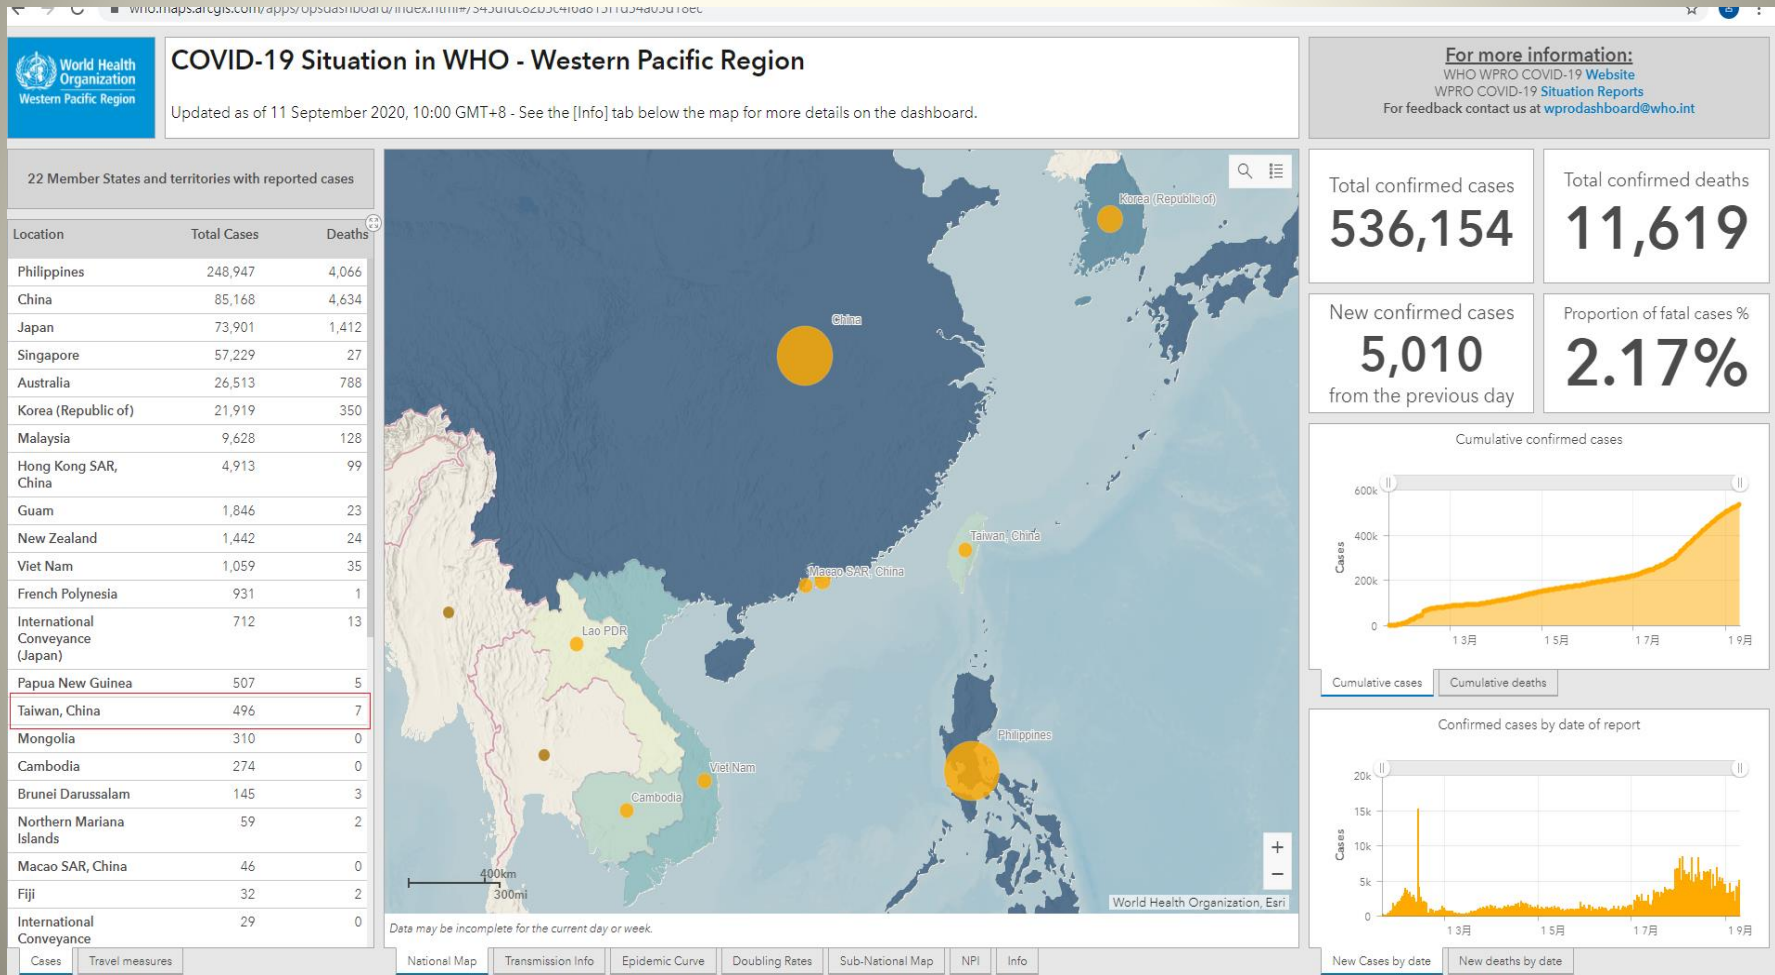 who.maps.arcgis.com/apps/opsdashboard/index.html#/
World Health
Organization
Western Pacific Region
COVID-19 Situation in WHO - Western Pacific Region
Updated as of 11 September 2020, 10:00 GMT+8 - See the [Info] tab below the map for more details on the dashboard.
For more information:
WHO WPRO COVID-19 Website
WPRO COVID-19 Situation Reports
For feedback contact us at wprodashboard@who.int
22 Member States and territories with reported cases
Location Total Cases Deaths
Philippines 248,947 4,066
China 85,168 4,634
Japan 73,901 1,412
Singapore 57,229 27
Australia 26,513 788
Korea (Republic of) 21,919 350
Malaysia 9,628 128
Hong Kong SAR, 4,913 99
China
Guam 1,846 23
New Zealand 1,442 24
Viet Nam 1,059 35
French Polynesia 931 1
International 712 13
Conveyance
(Japan)
Papua New Guinea 507 5
Taiwan, China 496 7
Mongolia 310 0
Cambodia 274 0
Brunei Darussalam 145 3
Northern Mariana 59 2
Islands
Macao SAR, China 46 0
Fiji 32 2
International 29 0
Conveyance
Cases Travel measures
Korea (Republic of)
China
Taiwan, China
Macao SAR, China
Lao PDR
Philippines
Viet Nam
Cambodia
400km
300mi
+
−
World Health Organization, Esri
Data may be incomplete for the current day or week.
National Map Transmission Info Epidemic Curve Doubling Rates Sub-National Map NPI Info
Total confirmed cases
536,154
Total confirmed deaths
11,619
New confirmed cases
5,010
from the previous day
Proportion of fatal cases %
2.17%
Cumulative confirmed cases
600k
400k
200k
0
Cases
1 3月 1 5月 1 7月 1 9月
Cumulative cases Cumulative deaths
Confirmed cases by date of report
20k
15k
10k
5k
0
Cases
1 3月 1 5月 1 7月 1 9月
New Cases by date New deaths by date